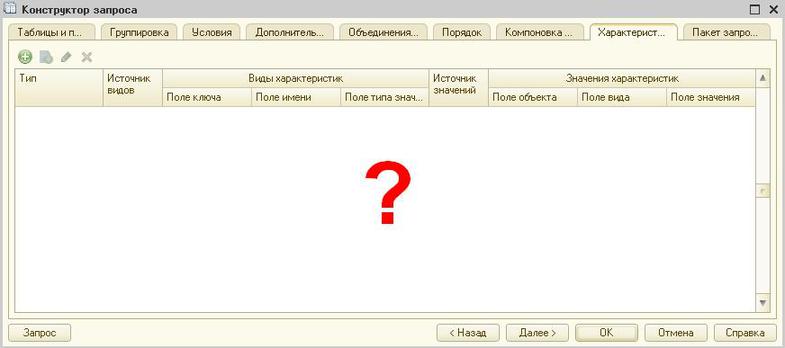 Конструктор запроса
Таблицы и п... Группировка Условия Дополнитель... Объединения... Порядок Компоновка ... Характерист... Пакет запро...
Тип Источник видов Виды характеристик Источник значений Значения характеристик
Поле ключа Поле имени Поле типа знач... Поле объекта Поле вида Поле значения
?
Запрос < Назад Далее > OK Отмена Справка